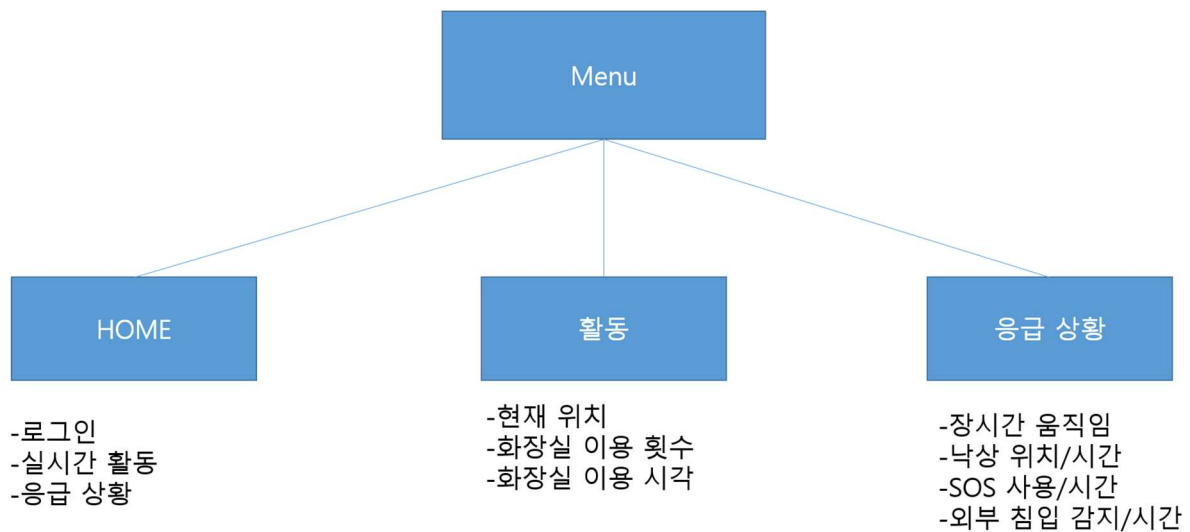 Menu
HOME
활동
응급 상황
-로그인
-실시간 활동
-응급 상황
-현재 위치
-화장실 이용 횟수
-화장실 이용 시각
-장시간 움직임
-낙상 위치/시간
-SOS 사용/시간
-외부 침입 감지/시간